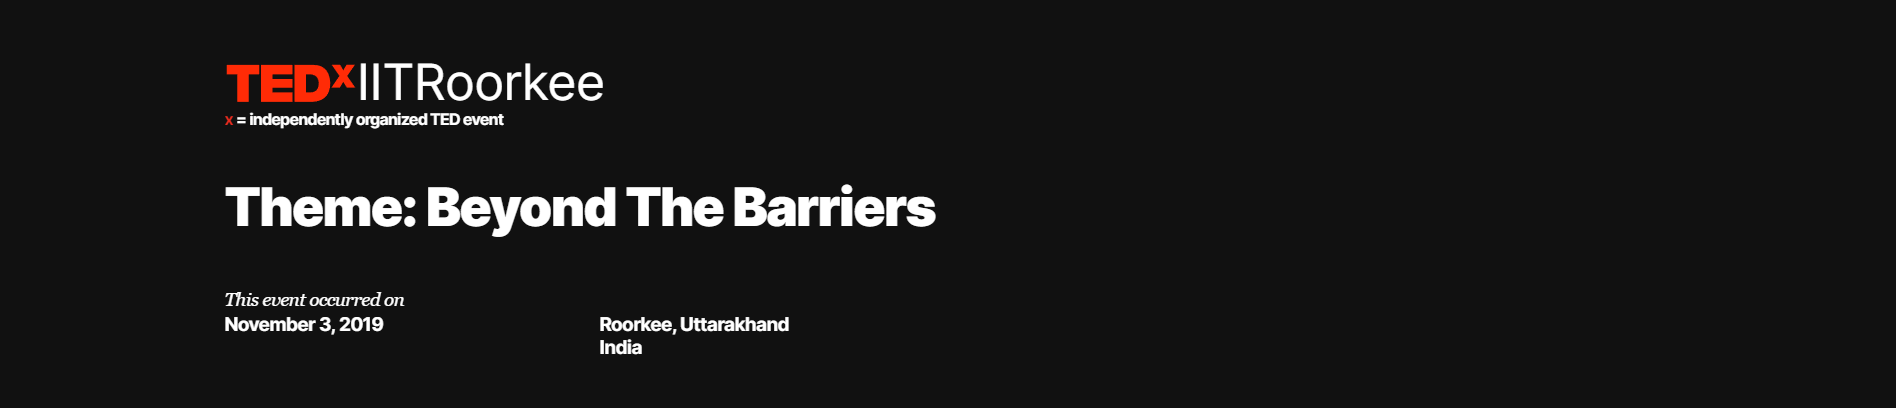 TEDxIITRoorkee
x = independently organized TED event
Theme: Beyond The Barriers
This event occurred on
November 3, 2019
Roorkee, Uttarakhand
India